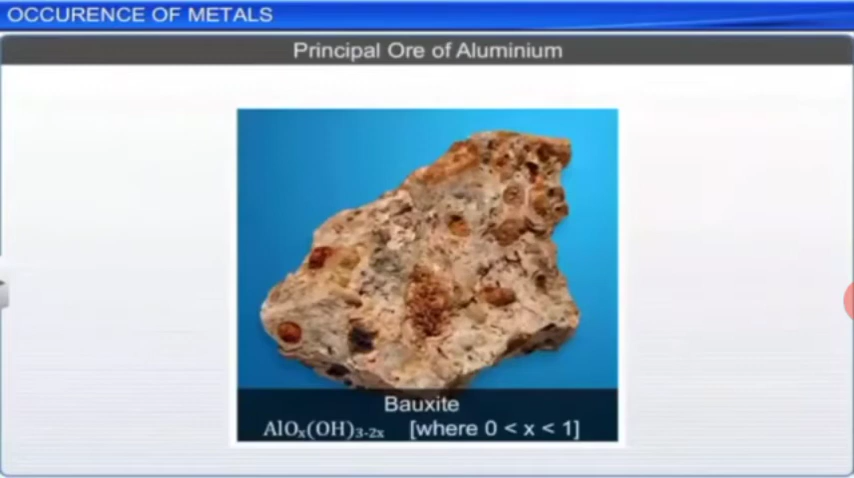 OCCURENCE OF METALS
Principal Ore of Aluminium
Bauxite
AlOₓ(OH)₃₋₂ₓ [where 0 < x < 1]